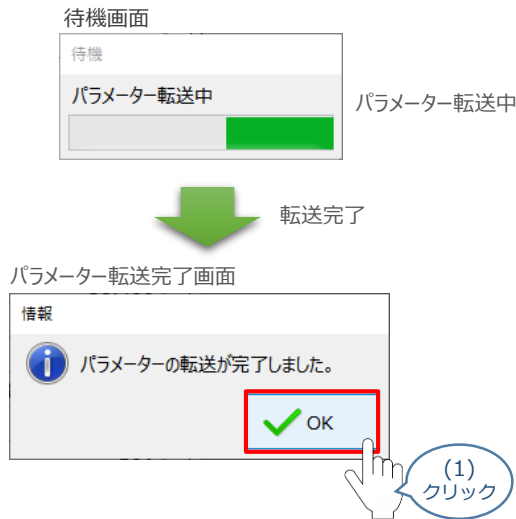 待機画面
待機
パラメーター転送中
パラメーター転送中
転送完了
パラメーター転送完了画面
情報
パラメーターの転送が完了しました。
OK
(1)
クリック